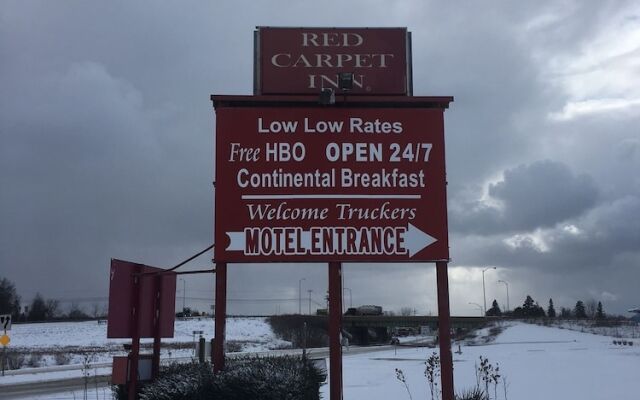 RED
CARPET
INN®
Low Low Rates
Free HBO OPEN 24/7
Continental Breakfast
Welcome Truckers
MOTEL ENTRANCE